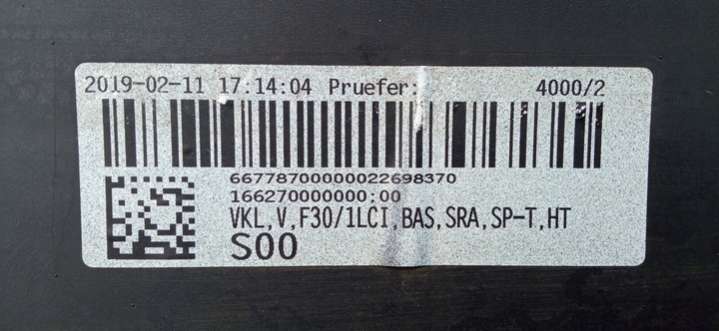 2019-02-11 17:14:04 Pruefer: 4000/2
66778700000022698370
166270000000:00
VKL,V,F30/1LCI,BAS,SRA,SP-T,HT
S00